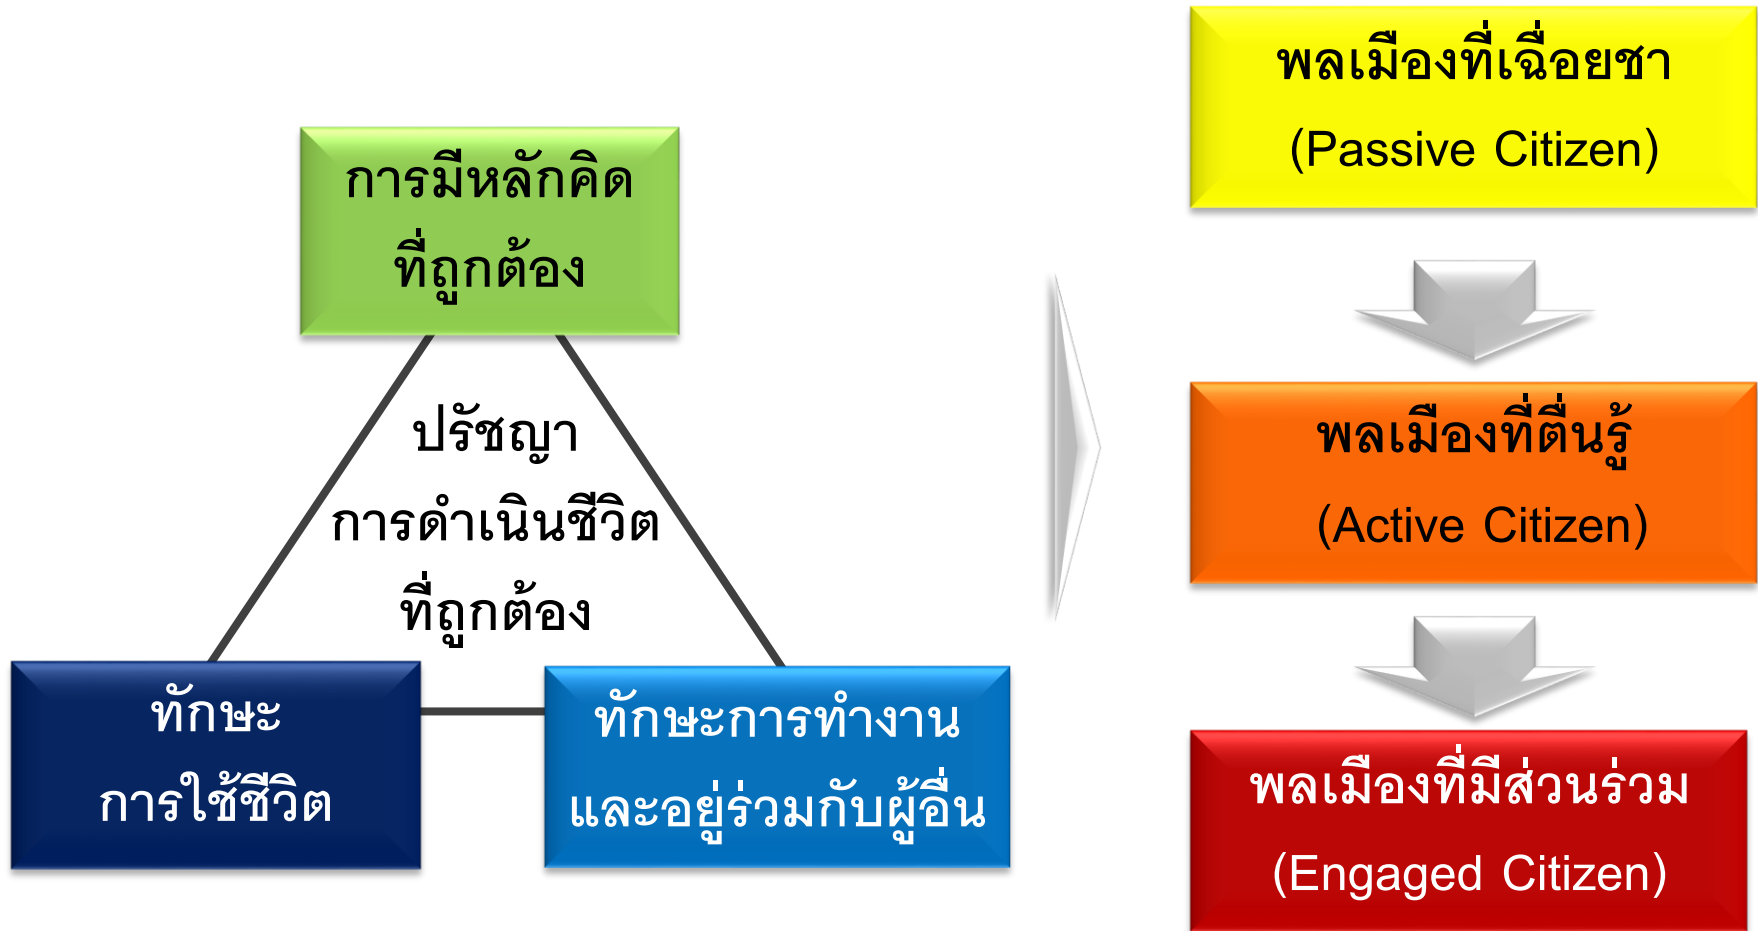 การมีหลักคิด
ที่ถูกต้อง
ปรัชญา
การดำเนินชีวิต
ที่ถูกต้อง
ทักษะ
การใช้ชีวิต
ทักษะการทำงาน
และอยู่ร่วมกับผู้อื่น
พลเมืองที่เฉื่อยชา
(Passive Citizen)
พลเมืองที่ตื่นรู้
(Active Citizen)
พลเมืองที่มีส่วนร่วม
(Engaged Citizen)